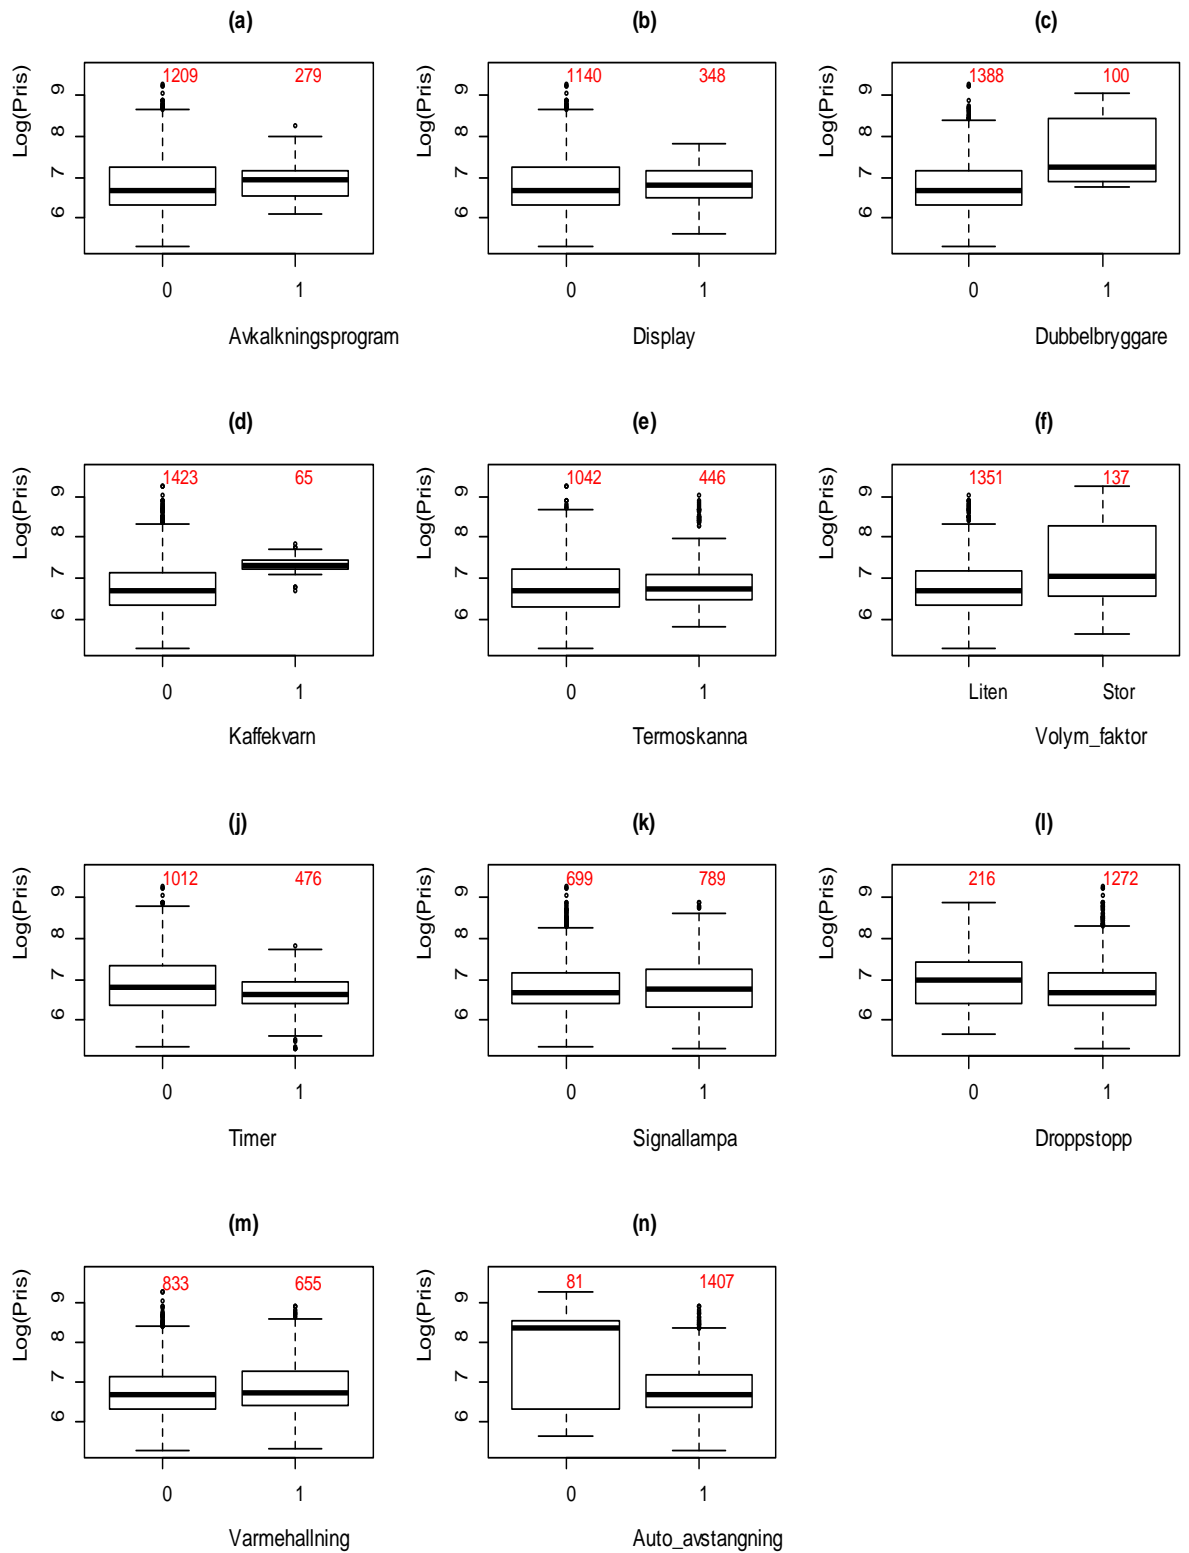 (a) (b) (c)
Log(Pris) 6 7 8 9 1209 279 Log(Pris) 6 7 8 9 1140 348 Log(Pris) 6 7 8 9 1388 100
0 1 0 1 0 1
Avkalkningsprogram Display Dubbelbryggare
(d) (e) (f)
Log(Pris) 6 7 8 9 1423 65 Log(Pris) 6 7 8 9 1042 446 Log(Pris) 6 7 8 9 1351 137
0 1 0 1 Liten Stor
Kaffekvarn Termoskanna Volym_faktor
(j) (k) (l)
Log(Pris) 6 7 8 9 1012 476 Log(Pris) 6 7 8 9 699 789 Log(Pris) 6 7 8 9 216 1272
0 1 0 1 0 1
Timer Signallampa Droppstopp
(m) (n)
Log(Pris) 6 7 8 9 833 655 Log(Pris) 6 7 8 9 81 1407
0 1 0 1
Varmehallning Auto_avstangning